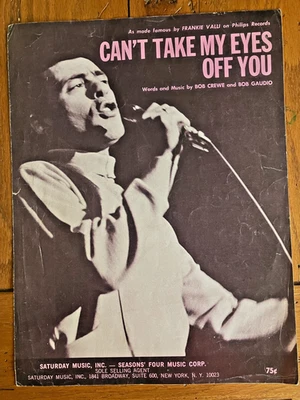 As made famous by FRANKIE VALLI on Philips Records
CAN'T TAKE MY EYES
OFF YOU
Words and Music by BOB CREWE and BOB GAUDIO
SATURDAY MUSIC, INC. — SEASONS' FOUR MUSIC CORP.
SOLE SELLING AGENT
SATURDAY MUSIC, INC. 1841 BROADWAY, SUITE 600, NEW YORK, N. Y. 10023
75¢